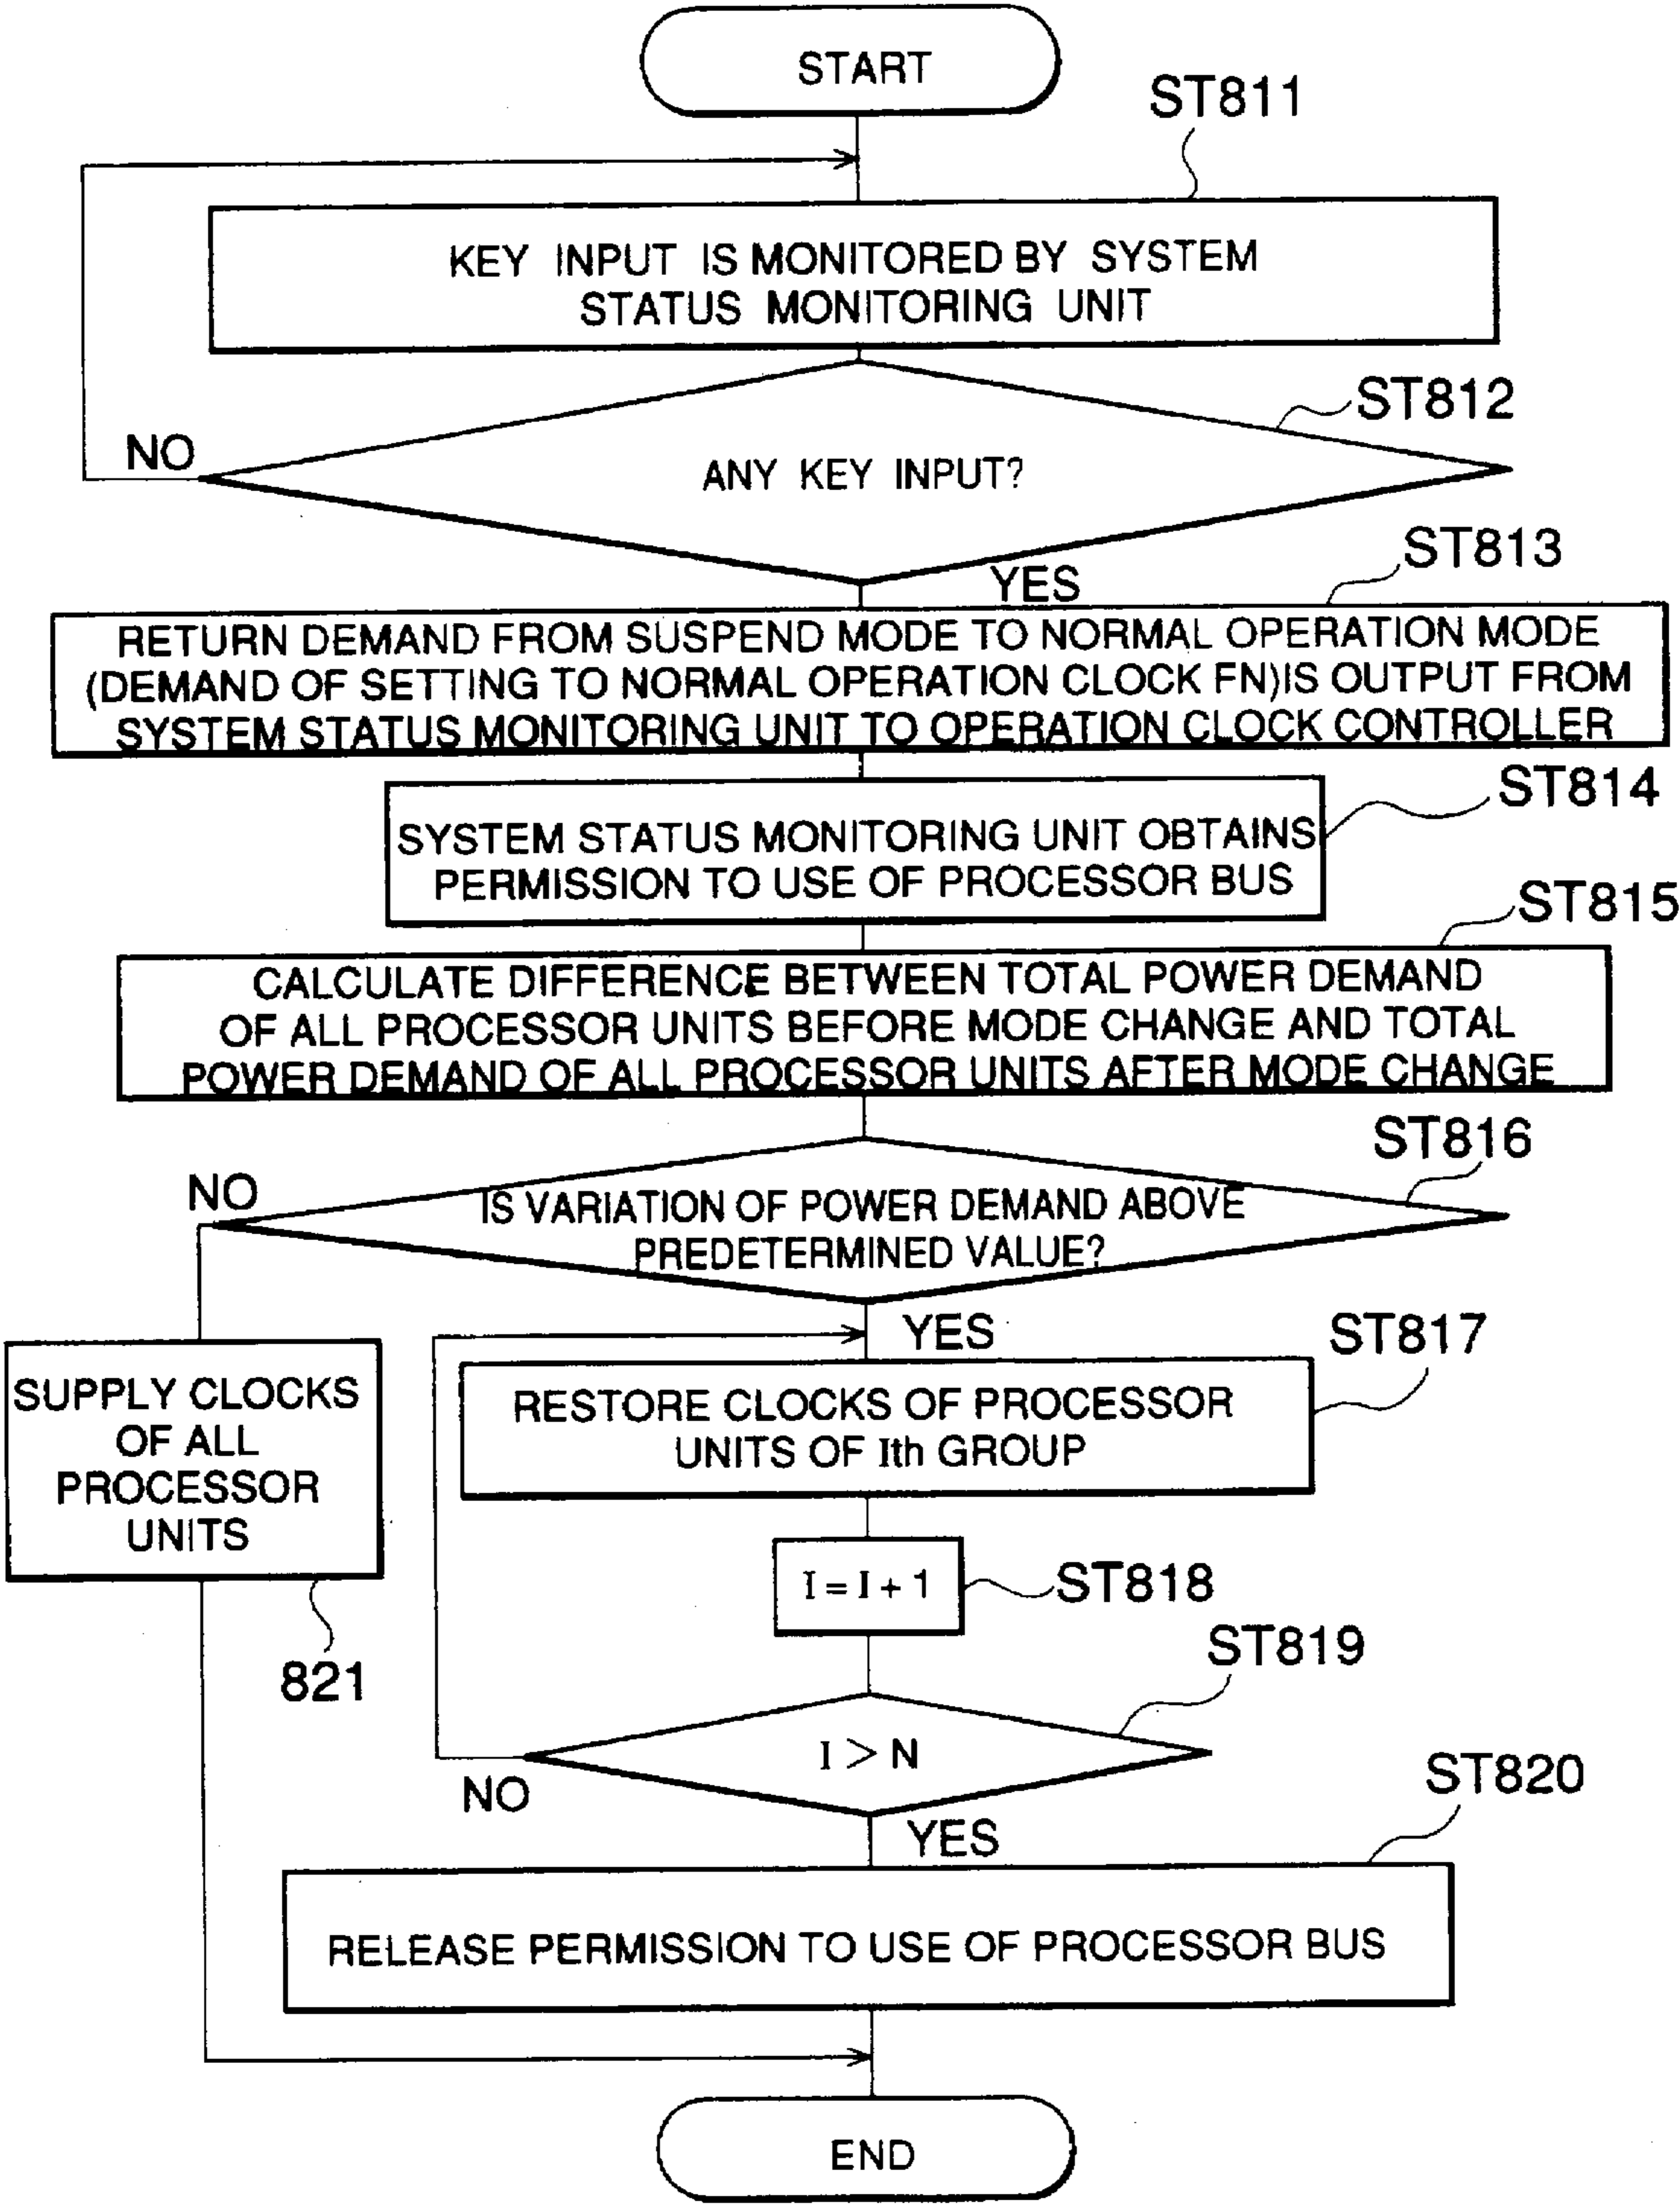 START
ST811
KEY INPUT IS MONITORED BY SYSTEM
STATUS MONITORING UNIT
ST812
NO
ANY KEY INPUT?
ST813
YES
RETURN DEMAND FROM SUSPEND MODE TO NORMAL OPERATION MODE
(DEMAND OF SETTING TO NORMAL OPERATION CLOCK FN)IS OUTPUT FROM
SYSTEM STATUS MONITORING UNIT TO OPERATION CLOCK CONTROLLER
ST814
SYSTEM STATUS MONITORING UNIT OBTAINS
PERMISSION TO USE OF PROCESSOR BUS
ST815
CALCULATE DIFFERENCE BETWEEN TOTAL POWER DEMAND
OF ALL PROCESSOR UNITS BEFORE MODE CHANGE AND TOTAL
POWER DEMAND OF ALL PROCESSOR UNITS AFTER MODE CHANGE
ST816
NO
IS VARIATION OF POWER DEMAND ABOVE
PREDETERMINED VALUE?
YES
ST817
RESTORE CLOCKS OF PROCESSOR
UNITS OF Ith GROUP
SUPPLY CLOCKS
OF ALL
PROCESSOR
UNITS
821
I = I + 1
ST818
ST819
I > N
NO
YES
ST820
RELEASE PERMISSION TO USE OF PROCESSOR BUS
END